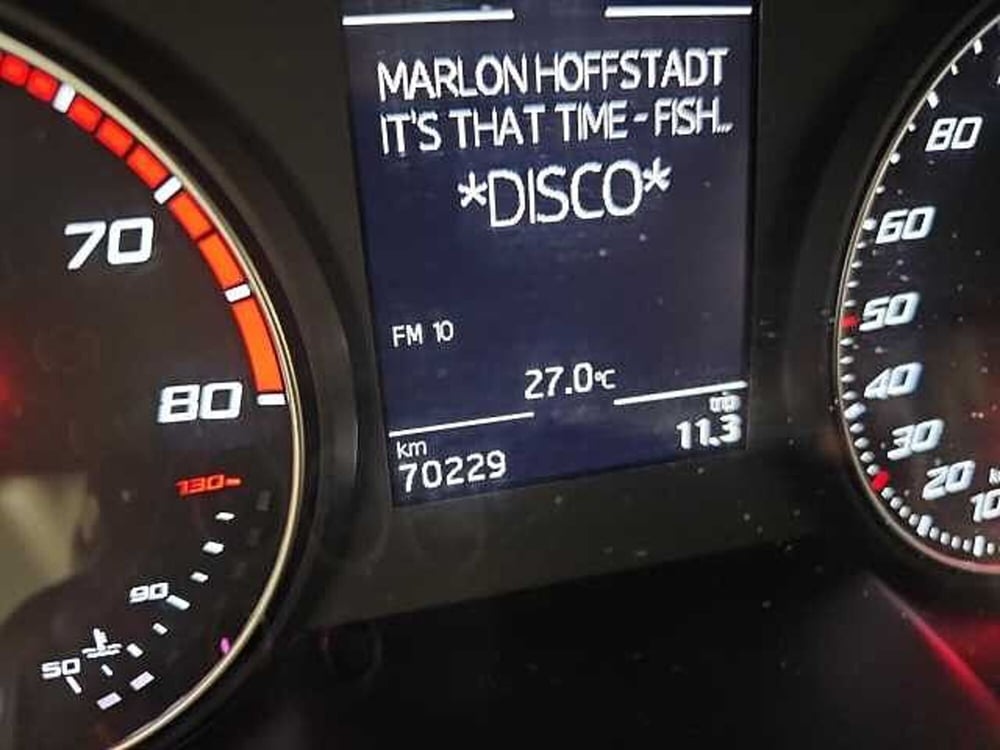 MARLON HOFFSTADT
IT'S THAT TIME - FISH...
*DISCO*
FM 10
27.0°C
km
70229
trip
11.3
70
80
130
90
50
80
60
50
40
30
20
10